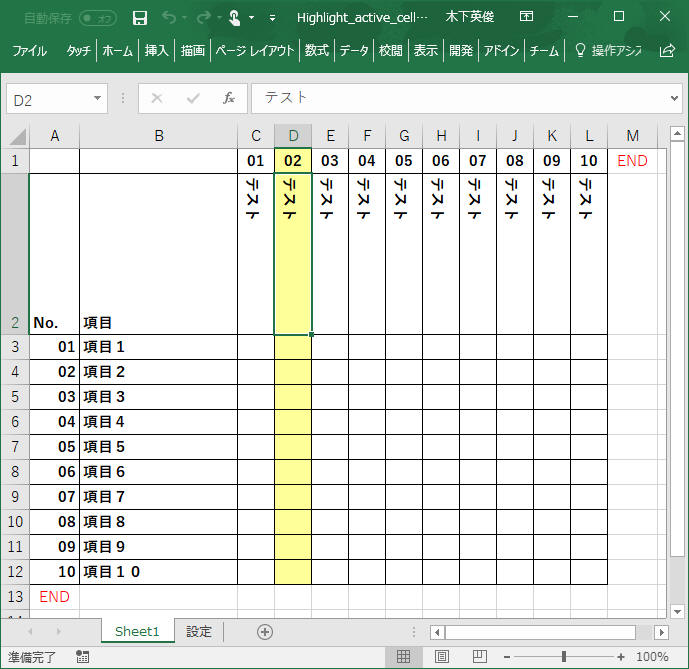 自動保存 オフ Highlight_active_cell… 木下英俊
ファイル タッチ ホーム 挿入 描画 ページ レイアウト 数式 データ 校閲 表示 開発 アドイン チーム 操作アシス
D2 fx テスト
A B C D E F G H I J K L M
1 01 02 03 04 05 06 07 08 09 10 END
2 No. 項目 テスト テスト テスト テスト テスト テスト テスト テスト テスト テスト
3 01 項目１
4 02 項目２
5 03 項目３
6 04 項目４
7 05 項目５
8 06 項目６
9 07 項目７
10 08 項目８
11 09 項目９
12 10 項目１０
13 END
Sheet1 設定
準備完了 100%